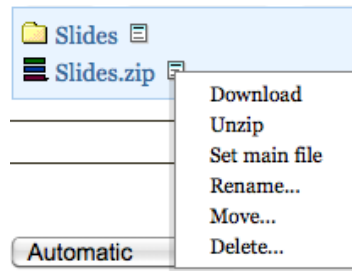 Slides
Slides.zip
Download
Unzip
Set main file
Rename...
Move...
Delete...
Automatic